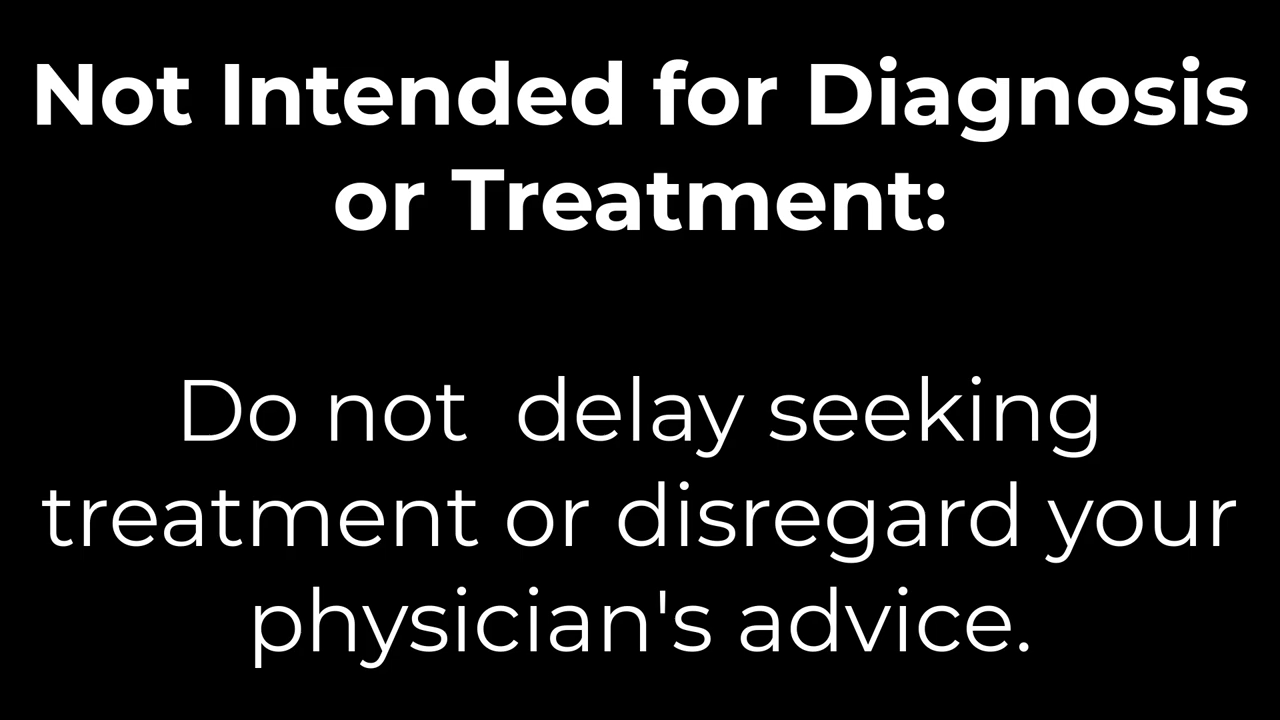 Not Intended for Diagnosis
or Treatment:
Do not  delay seeking
treatment or disregard your
physician's advice.